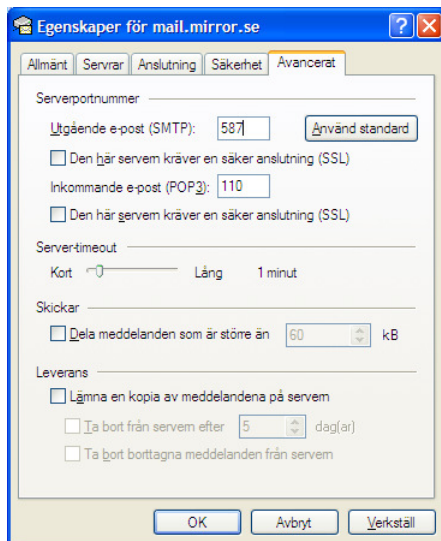 Egenskaper för mail.mirror.se
Allmänt Servrar Anslutning Säkerhet Avancerat
Serverportnummer
Utgående e-post (SMTP): 587 Använd standard
Den här servern kräver en säker anslutning (SSL)
Inkommande e-post (POP3): 110
Den här servern kräver en säker anslutning (SSL)
Server-timeout
Kort Lång 1 minut
Skickar
Dela meddelanden som är större än 60 kB
Leverans
Lämna en kopia av meddelandena på servern
Ta bort från servern efter 5 dag(ar)
Ta bort borttagna meddelanden från servern
OK Avbryt Verkställ